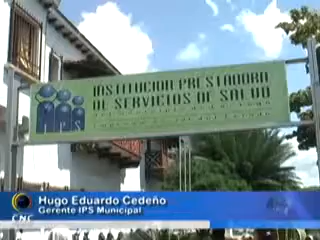 INSTITUCION PRESTADORA
DE SERVICIOS DE SALUD
IPS
Hugo Eduardo Cedeño
Gerente IPS Municipal
CNC